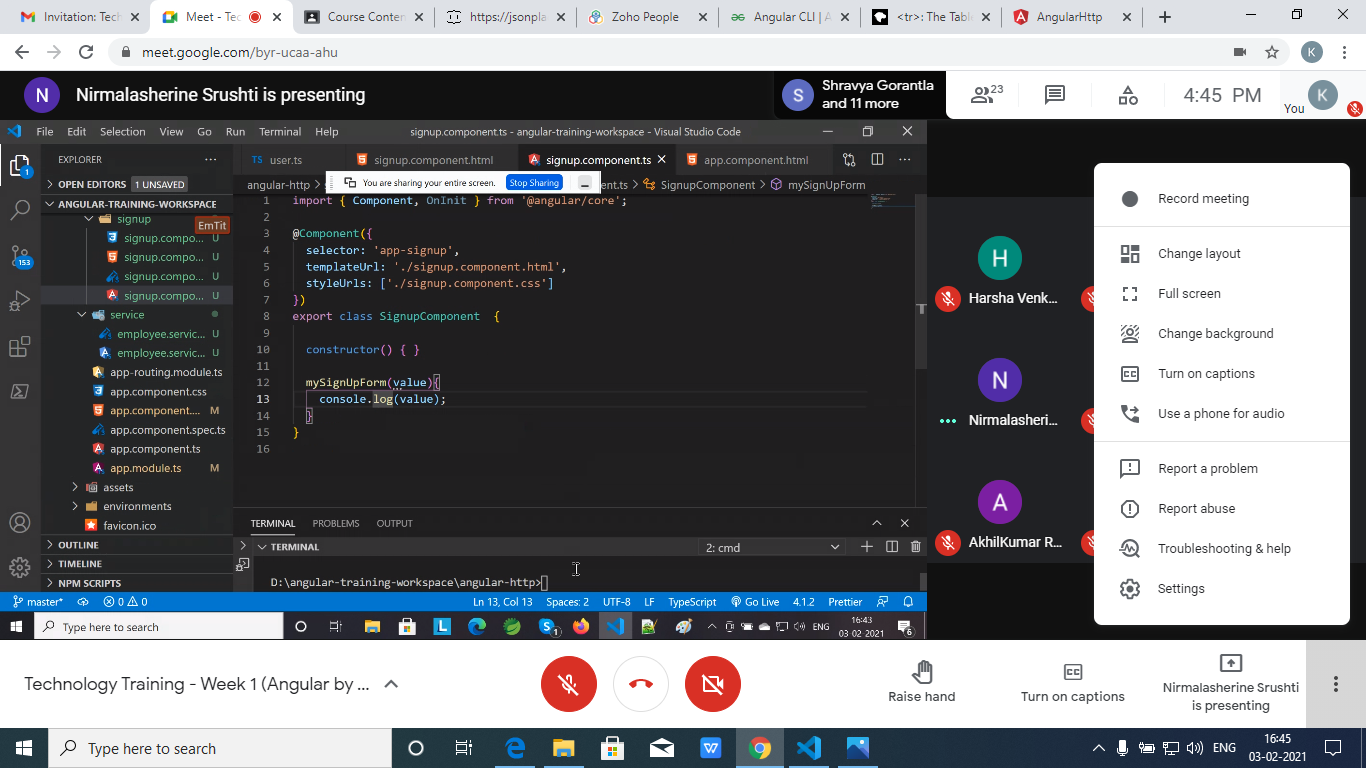 Invitation: Tech
Meet - Tec
Course Conten
https://jsonpla
Zoho People
Angular CLI | A
<tr>: The Table
AngularHttp
meet.google.com/byr-ucaa-ahu
K
N
Nirmalasherine Srushti is presenting
S
Shravya Gorantla
and 11 more
23
4:45 PM
You
K
File Edit Selection View Go Run Terminal Help
signup.component.ts - angular-training-workspace - Visual Studio Code
EXPLORER
TS user.ts
signup.component.html
signup.component.ts
app.component.html
1
OPEN EDITORS 1 UNSAVED
angular-http >
You are sharing your entire screen. Stop Sharing
ent.ts > SignupComponent > mySignUpForm
ANGULAR-TRAINING-WORKSPACE
signup
EmTit
signup.compo... U
signup.compo... U
signup.compo... U
signup.compo... U
153
service
employee.servic... U
employee.servic... U
app-routing.module.ts
app.component.css
app.component.... M
app.component.spec.ts
app.component.ts
app.module.ts M
assets
environments
favicon.ico
OUTLINE
TIMELINE
NPM SCRIPTS
1 import { Component, OnInit } from '@angular/core';
2
3 @Component({
4 selector: 'app-signup',
5 templateUrl: './signup.component.html',
6 styleUrls: ['./signup.component.css']
7 })
8 export class SignupComponent {
9
10 constructor() { }
11
12 mySignUpForm(value){
13 console.log(value);
14 }
15 }
16
TERMINAL PROBLEMS OUTPUT
TERMINAL
2: cmd
D:\angular-training-workspace\angular-http>
master* 0 0
Ln 13, Col 13 Spaces: 2 UTF-8 LF TypeScript Go Live 4.1.2 Prettier
Type here to search
L
S
1
ENG
16:43
03-02-2021
6
H
Harsha Venk...
N
Nirmalasheri...
A
AkhilKumar R...
Record meeting
Change layout
Full screen
Change background
Turn on captions
Use a phone for audio
Report a problem
Report abuse
Troubleshooting & help
Settings
Technology Training - Week 1 (Angular by ...
Raise hand
Turn on captions
Nirmalasherine Srushti
is presenting
Type here to search
W
ENG
16:45
03-02-2021